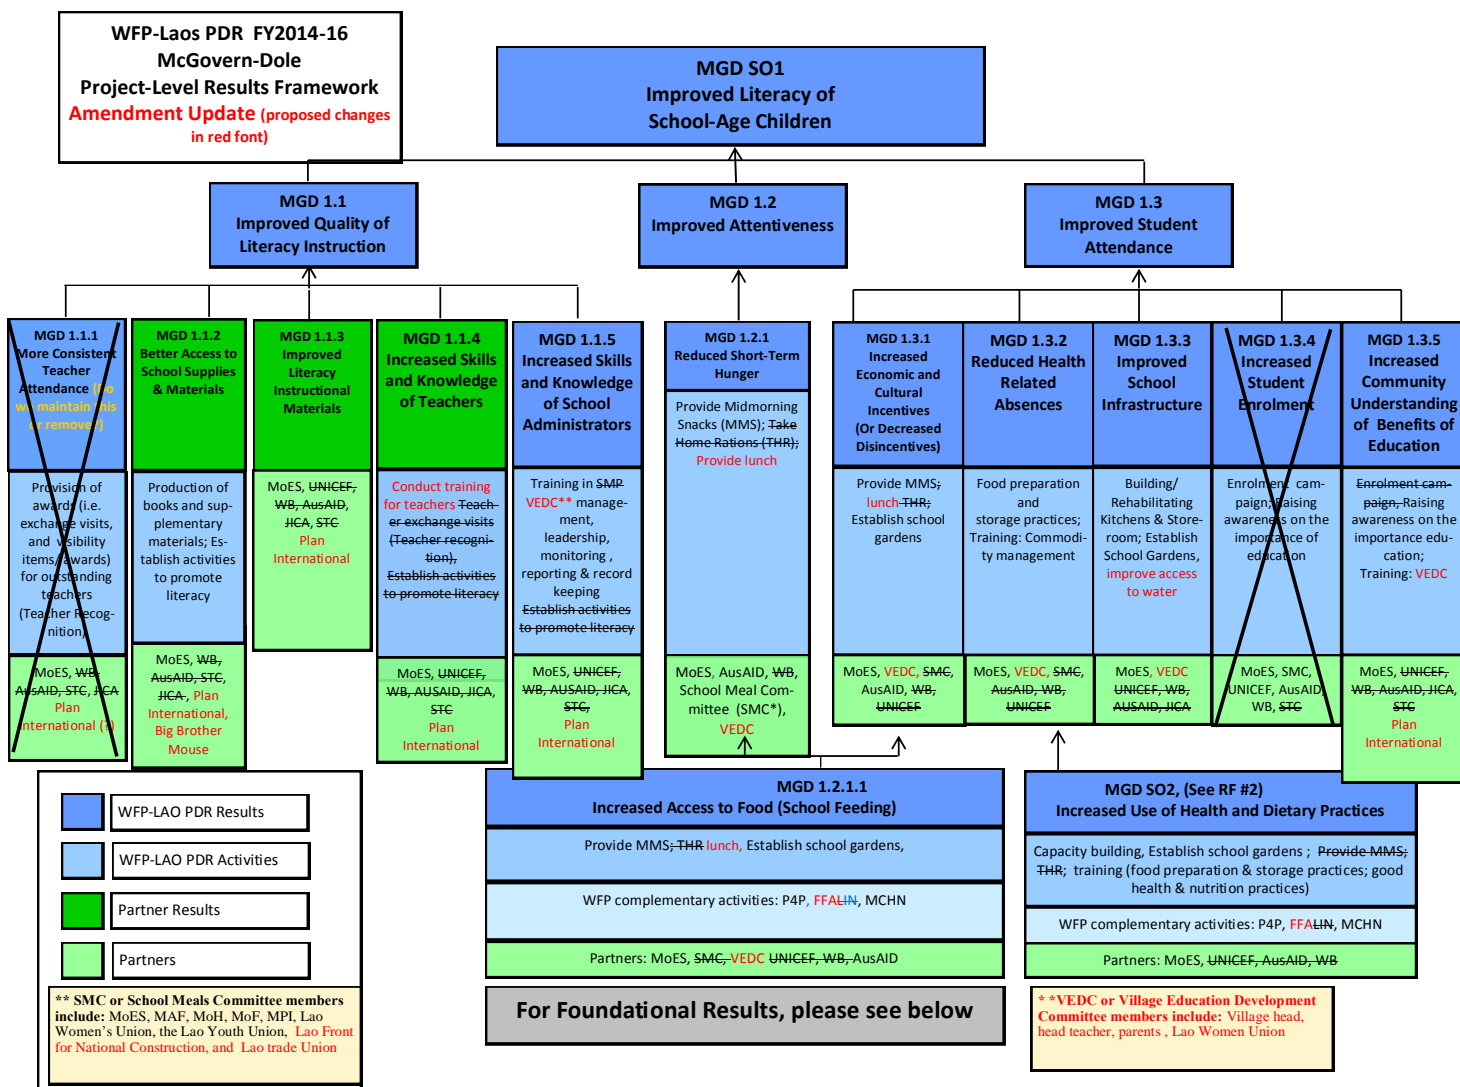 WFP-Laos PDR FY2014-16
McGovern-Dole
Project-Level Results Framework
Amendment Update (proposed changes
in red font)
MGD SO1
Improved Literacy of
School-Age Children
MGD 1.1
Improved Quality of
Literacy Instruction
MGD 1.2
Improved Attentiveness
MGD 1.3
Improved Student
Attendance
MGD 1.1.1
More Consistent
Teacher
Attendance (Do
we maintain this
or remove?)
Provision of
awards (i.e.
exchange visits,
and visibility
items/awards)
for outstanding
teachers
(Teacher Recog-
nition)
MoES, WB,
AusAID, STC, JICA
Plan
International (?)
MGD 1.1.2
Better Access to
School Supplies
& Materials
Production of
books and sup-
plementary
materials; Es-
tablish activities
to promote
literacy
MoES, WB,
AusAID, STC,
JICA, Plan
International,
Big Brother
Mouse
MGD 1.1.3
Improved
Literacy
Instructional
Materials
MoES, UNICEF,
WB, AusAID,
JICA, STC
Plan
International
MGD 1.1.4
Increased Skills
and Knowledge
of Teachers
Conduct training
for teachers Teach-
er exchange visits
(Teacher recogni-
tion),
Establish activities
to promote literacy
MoES, UNICEF,
WB, AUSAID, JICA,
STC
Plan
International
MGD 1.1.5
Increased Skills
and Knowledge
of School
Administrators
Training in SMP
VEDC** manage-
ment,
leadership,
monitoring ,
reporting & record
keeping
Establish activities
to promote literacy
MoES, UNICEF,
WB, AUSAID, JICA,
STC,
Plan
International
MGD 1.2.1
Reduced Short-Term
Hunger
Provide Midmorning
Snacks (MMS); Take
Home Rations (THR);
Provide lunch
MoES, AusAID, WB,
School Meal Com-
mittee (SMC*),
VEDC
MGD 1.3.1
Increased
Economic and
Cultural
Incentives
(Or Decreased
Disincentives)
Provide MMS;
lunch THR;
Establish school
gardens
MoES, VEDC, SMC,
AusAID, WB,
UNICEF
MGD 1.3.2
Reduced Health
Related
Absences
Food preparation
and
storage practices;
Training: Commodi-
ty management
MoES, VEDC, SMC,
AusAID, WB,
UNICEF
MGD 1.3.3
Improved
School
Infrastructure
Building/
Rehabilitating
Kitchens & Store-
room; Establish
School Gardens,
improve access
to water
MoES, VEDC
UNICEF, WB,
AUSAID, JICA
MGD 1.3.4
Increased
Student
Enrolment
Enrolment cam-
paign; Raising
awareness on the
importance of
education
MoES, SMC,
UNICEF, AusAID,
WB, STC
MGD 1.3.5
Increased
Community
Understanding
of Benefits of
Education
Enrolment cam-
paign, Raising
awareness on the
importance edu-
cation;
Training: VEDC
MoES, UNICEF,
WB, AusAID, JICA,
STC
Plan
International
MGD 1.2.1.1
Increased Access to Food (School Feeding)
Provide MMS; THR lunch, Establish school gardens,
WFP complementary activities: P4P, FFALIN, MCHN
Partners: MoES, SMC, VEDC UNICEF, WB, AusAID
MGD SO2, (See RF #2)
Increased Use of Health and Dietary Practices
Capacity building, Establish school gardens ; Provide MMS;
THR; training (food preparation & storage practices; good
health & nutrition practices)
WFP complementary activities: P4P, FFALIN, MCHN
Partners: MoES, UNICEF, AusAID, WB
WFP-LAO PDR Results
WFP-LAO PDR Activities
Partner Results
Partners
** SMC or School Meals Committee members
include: MoES, MAF, MoH, MoF, MPI, Lao
Women's Union, the Lao Youth Union, Lao Front
for National Construction, and Lao trade Union
For Foundational Results, please see below
* *VEDC or Village Education Development
Committee members include: Village head,
head teacher, parents , Lao Women Union